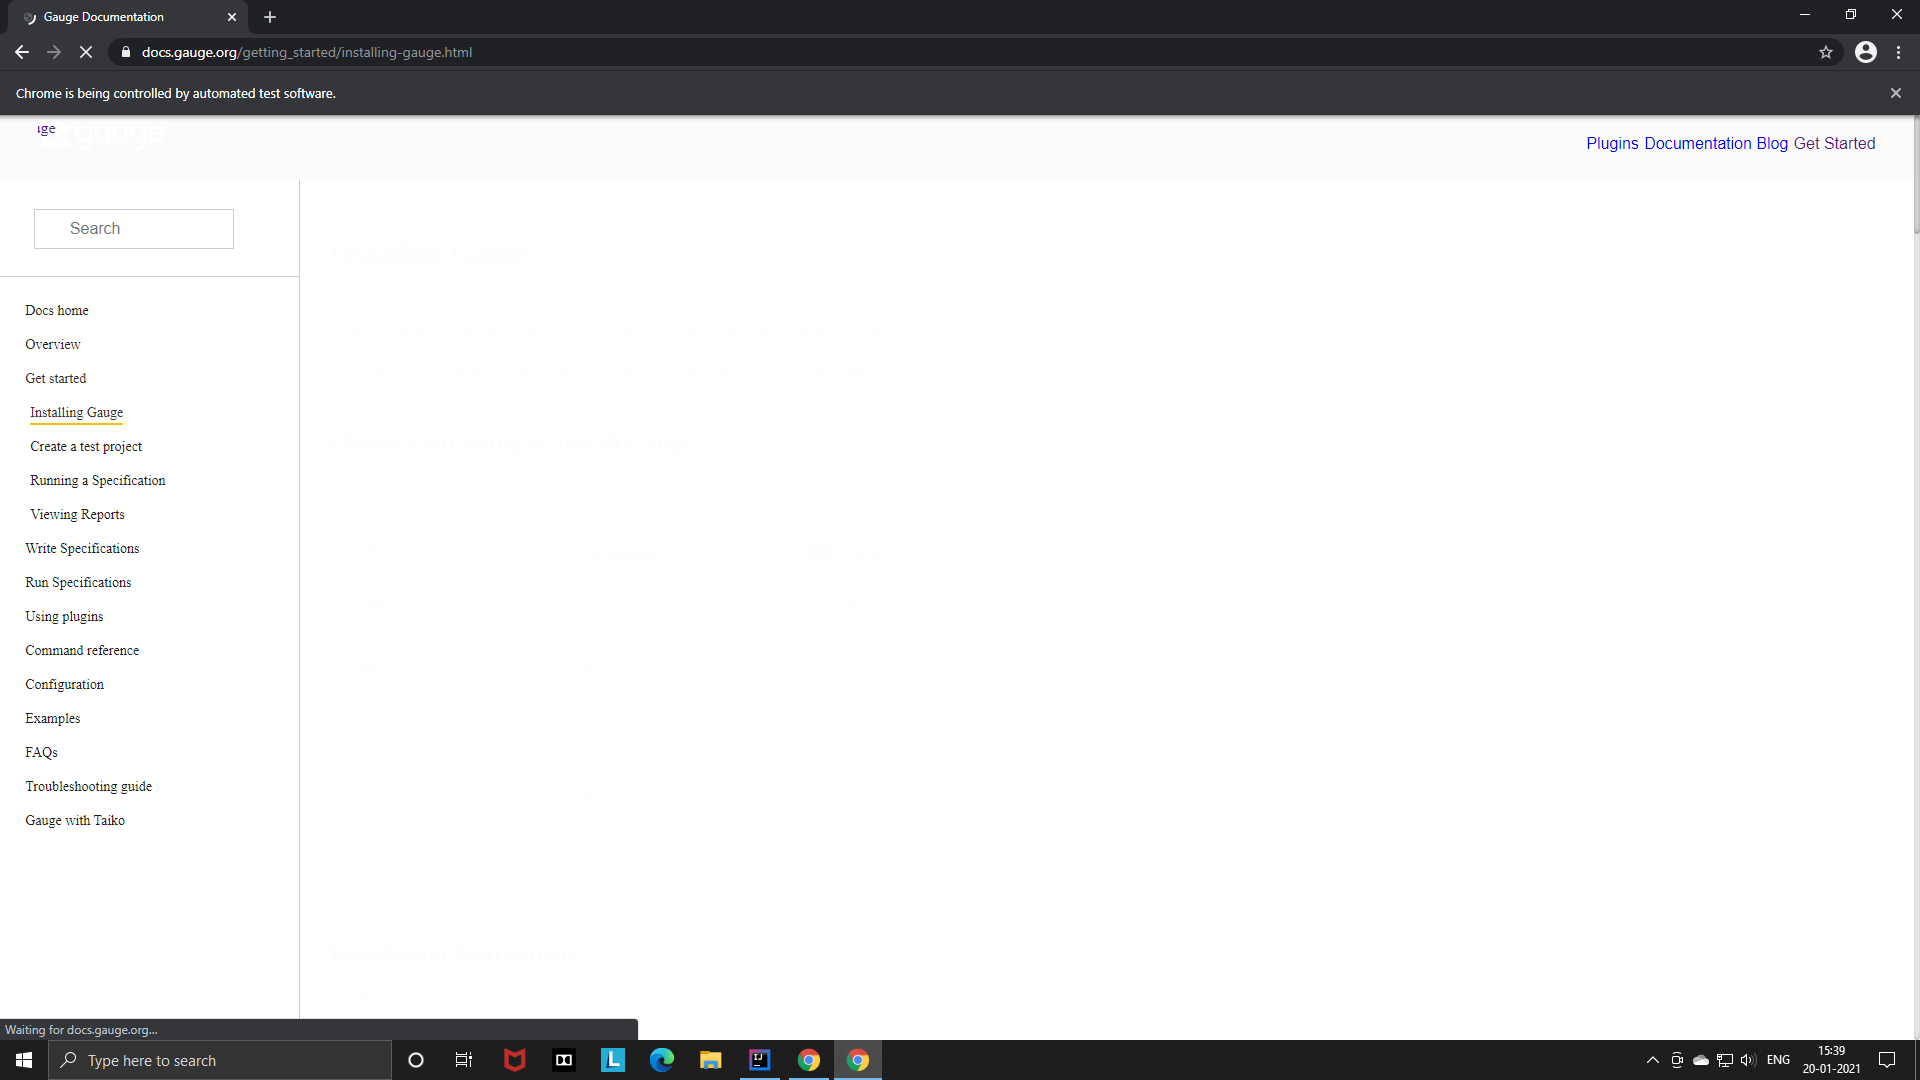 Gauge Documentation
docs.gauge.org/getting_started/installing-gauge.html
Chrome is being controlled by automated test software.
gauge
Plugins Documentation Blog Get Started
Search
Docs home
Overview
Get started
Installing Gauge
Create a test project
Running a Specification
Viewing Reports
Write Specifications
Run Specifications
Using plugins
Command reference
Configuration
Examples
FAQs
Troubleshooting guide
Gauge with Taiko
Waiting for docs.gauge.org...
Type here to search
ENG
15:39
20-01-2021